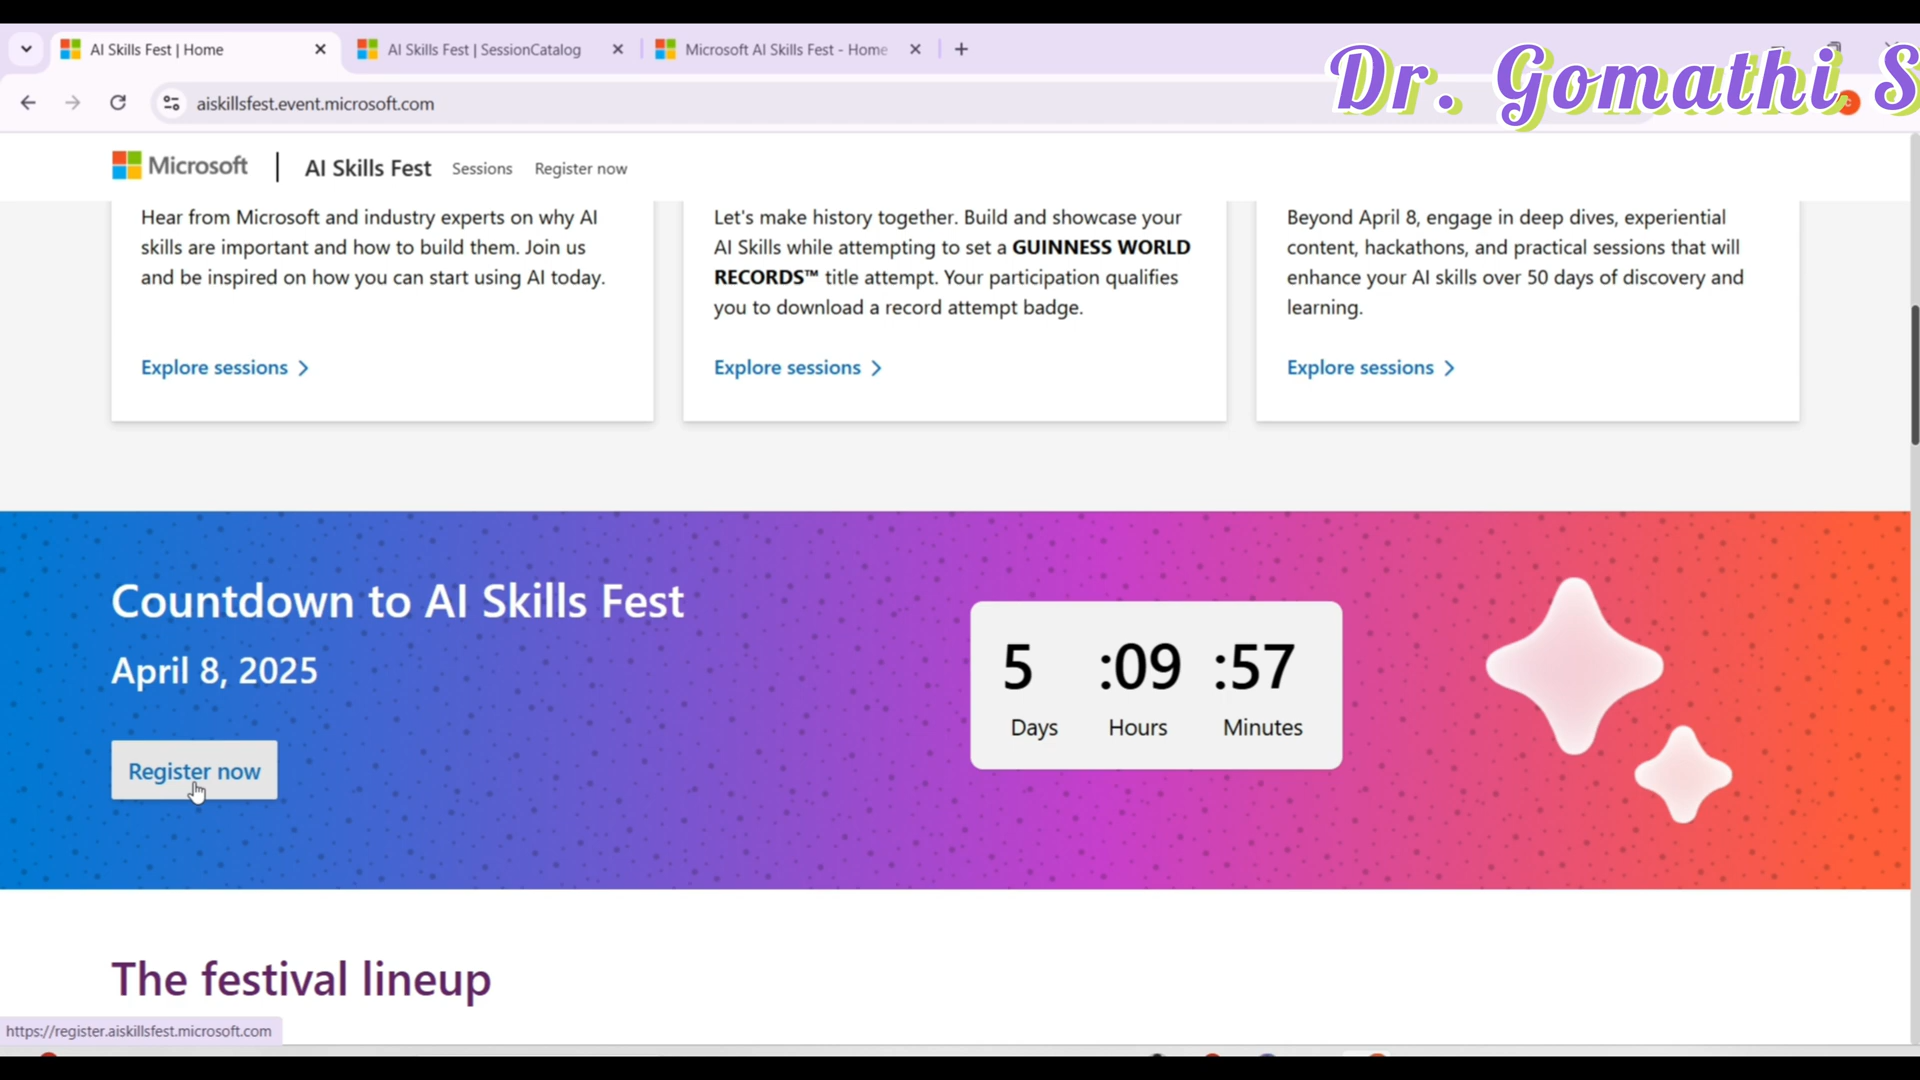 AI Skills Fest | Home
AI Skills Fest | SessionCatalog
Microsoft AI Skills Fest - Home
Dr. Gomathi S
aiskillsfest.event.microsoft.com
Microsoft
AI Skills Fest
Sessions
Register now
Hear from Microsoft and industry experts on why AI
skills are important and how to build them. Join us
and be inspired on how you can start using AI today.
Explore sessions
Let's make history together. Build and showcase your
AI Skills while attempting to set a GUINNESS WORLD
RECORDS™ title attempt. Your participation qualifies
you to download a record attempt badge.
Explore sessions
Beyond April 8, engage in deep dives, experiential
content, hackathons, and practical sessions that will
enhance your AI skills over 50 days of discovery and
learning.
Explore sessions
Countdown to AI Skills Fest
April 8, 2025
Register now
5 :09 :57
Days Hours Minutes
The festival lineup
https://register.aiskillsfest.microsoft.com